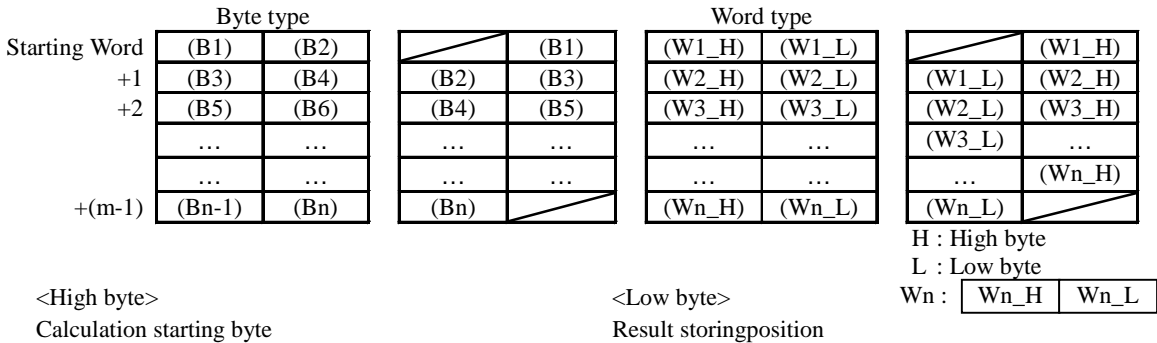 Byte type Word type
Starting Word (B1) (B2) (B1) (W1_H) (W1_L) (W1_H)
+1 (B3) (B4) (B2) (B3) (W2_H) (W2_L) (W1_L) (W2_H)
+2 (B5) (B6) (B4) (B5) (W3_H) (W3_L) (W2_L) (W3_H)
… … … … … … (W3_L) …
… … … … … … … (Wn_H)
+(m-1) (Bn-1) (Bn) (Bn) (Wn_H) (Wn_L) (Wn_L)
H : High byte
L : Low byte
<High byte> <Low byte> Wn : Wn_H Wn_L
Calculation starting byte Result storingposition